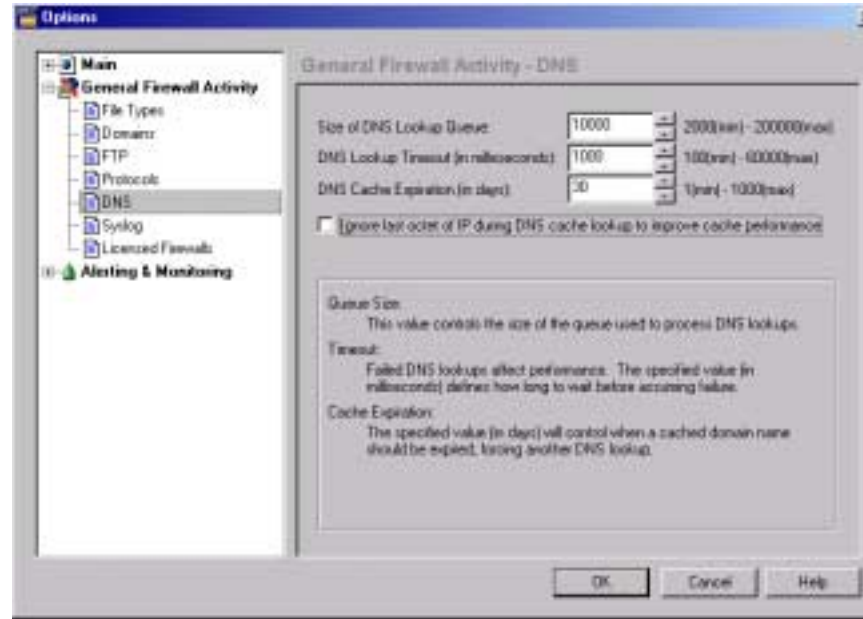 Options
Main
General Firewall Activity
File Types
Domains
FTP
Protocols
DNS
Syslog
Licensed Firewalls
Alerting & Monitoring
General Firewall Activity - DNS
Size of DNS Lookup Queue: 10000 2000(min) - 200000(max)
DNS Lookup Timeout (in milliseconds): 1000 100(min) - 60000(max)
DNS Cache Expiration (in days): 30 1(min) - 1000(max)
Ignore last octet of IP during DNS cache lookup to improve cache performance
Queue Size:
This value controls the size of the queue used to process DNS lookups.
Timeout:
Failed DNS lookups affect performance. The specified value (in
milliseconds) defines how long to wait before assuming failure.
Cache Expiration:
The specified value (in days) will control when a cached domain name
should be expired, forcing another DNS lookup.
OK Cancel Help